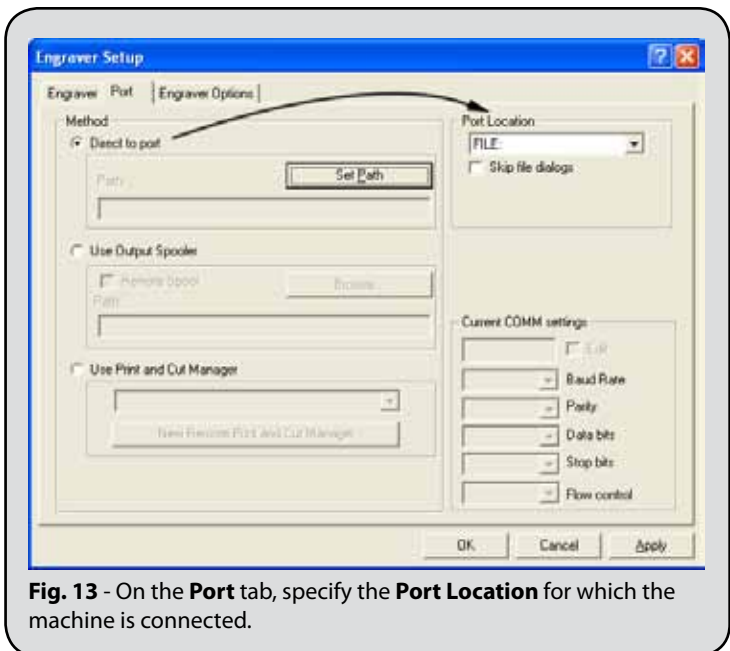 Engraver Setup
Engraver Port Engraver Options
Method
Direct to port
Path:
Set Path
Use Output Spooler
Remote Spool
Browse...
Path:
Use Print and Cut Manager
New Remote Print and Cut Manager
Port Location
FILE:
Skip file dialogs
Current COMM settings
Edit
Baud Rate
Parity
Data bits
Stop bits
Flow control
OK Cancel Apply
Fig. 13 - On the Port tab, specify the Port Location for which the
machine is connected.